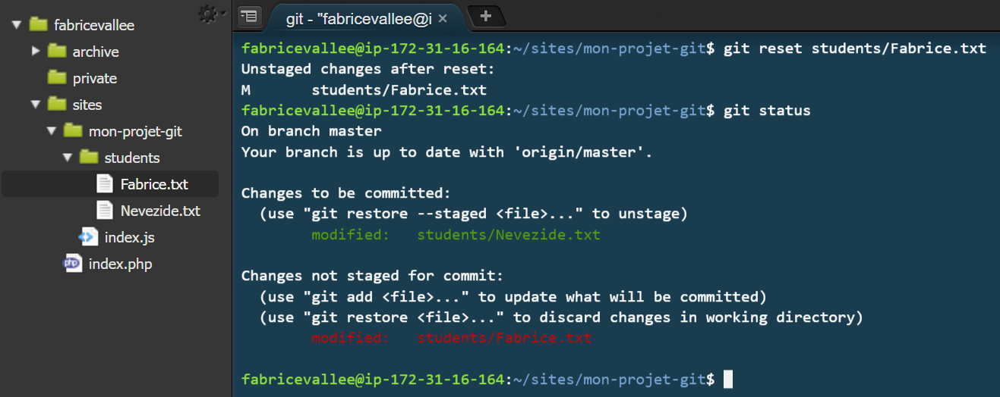 fabricevallee
archive
private
sites
mon-projet-git
students
Fabrice.txt
Nevezide.txt
index.js
php index.php
git - "fabricevallee@i × +
fabricevallee@ip-172-31-16-164:~/sites/mon-projet-git$ git reset students/Fabrice.txt
Unstaged changes after reset:
M       students/Fabrice.txt
fabricevallee@ip-172-31-16-164:~/sites/mon-projet-git$ git status
On branch master
Your branch is up to date with 'origin/master'.
Changes to be committed:
  (use "git restore --staged <file>..." to unstage)
        modified:   students/Nevezide.txt
Changes not staged for commit:
  (use "git add <file>..." to update what will be committed)
  (use "git restore <file>..." to discard changes in working directory)
        modified:   students/Fabrice.txt
fabricevallee@ip-172-31-16-164:~/sites/mon-projet-git$